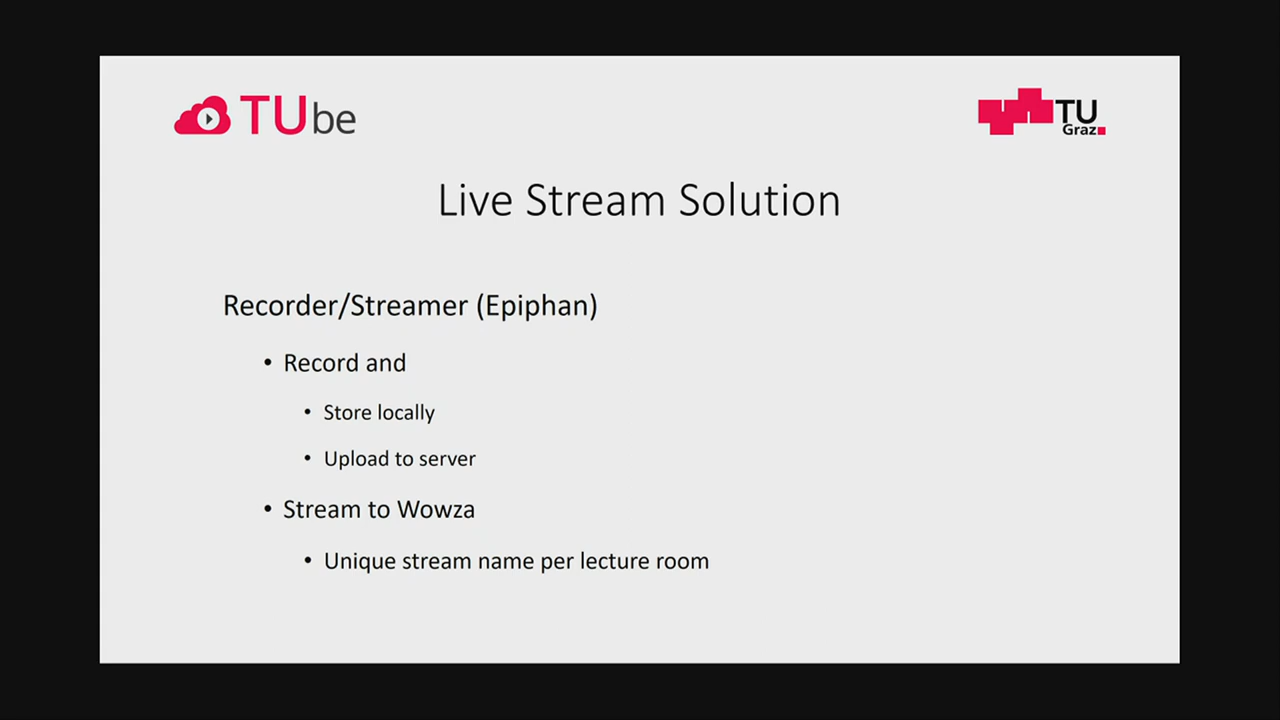 TUbe
TU
Graz
Live Stream Solution
Recorder/Streamer (Epiphan)
• Record and
• Store locally
• Upload to server
• Stream to Wowza
• Unique stream name per lecture room